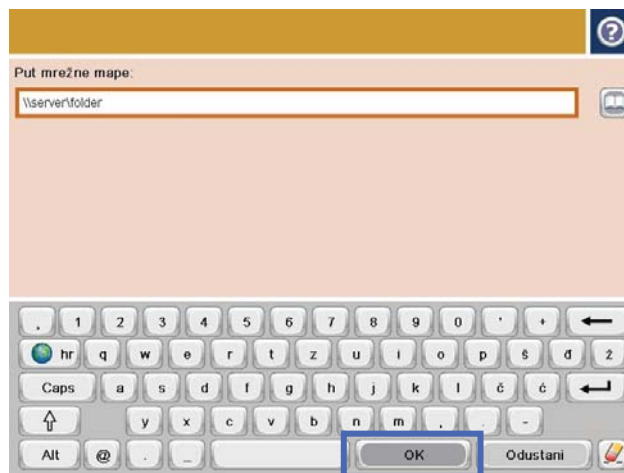 ?
Put mrežne mape:
\\server\folder
¸ 1 2 3 4 5 6 7 8 9 0 ' +
hr q w e r t z u i o p š đ ž
Caps a s d f g h j k l č ć
y x c v b n m , . -
Alt @ . _ OK Odustani